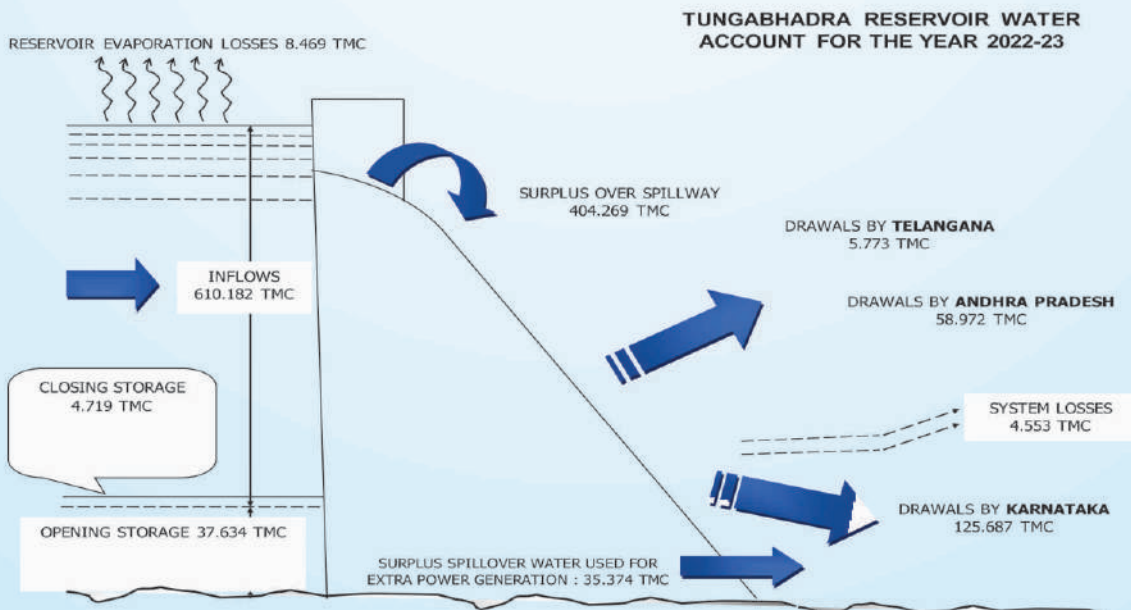 TUNGABHADRA RESERVOIR WATER
ACCOUNT FOR THE YEAR 2022-23
RESERVOIR EVAPORATION LOSSES 8.469 TMC
SURPLUS OVER SPILLWAY
404.269 TMC
DRAWALS BY TELANGANA
5.773 TMC
INFLOWS
610.182 TMC
DRAWALS BY ANDHRA PRADESH
58.972 TMC
CLOSING STORAGE
4.719 TMC
SYSTEM LOSSES
4.553 TMC
DRAWALS BY KARNATAKA
125.687 TMC
OPENING STORAGE 37.634 TMC
SURPLUS SPILLOVER WATER USED FOR
EXTRA POWER GENERATION : 35.374 TMC